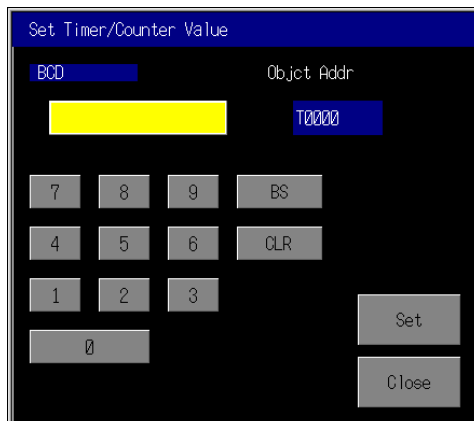 Set Timer/Counter Value
BCD Objct Addr
T0000
7 8 9 BS
4 5 6 CLR
1 2 3
Set
0
Close